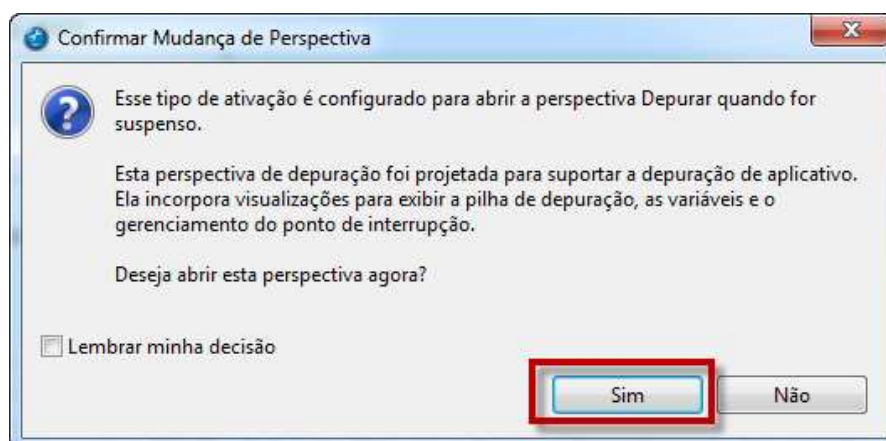 Confirmar Mudança de Perspectiva
Esse tipo de ativação é configurado para abrir a perspectiva Depurar quando for
suspenso.
Esta perspectiva de depuração foi projetada para suportar a depuração de aplicativo.
Ela incorpora visualizações para exibir a pilha de depuração, as variáveis e o
gerenciamento do ponto de interrupção.
Deseja abrir esta perspectiva agora?
Lembrar minha decisão
Sim
Não